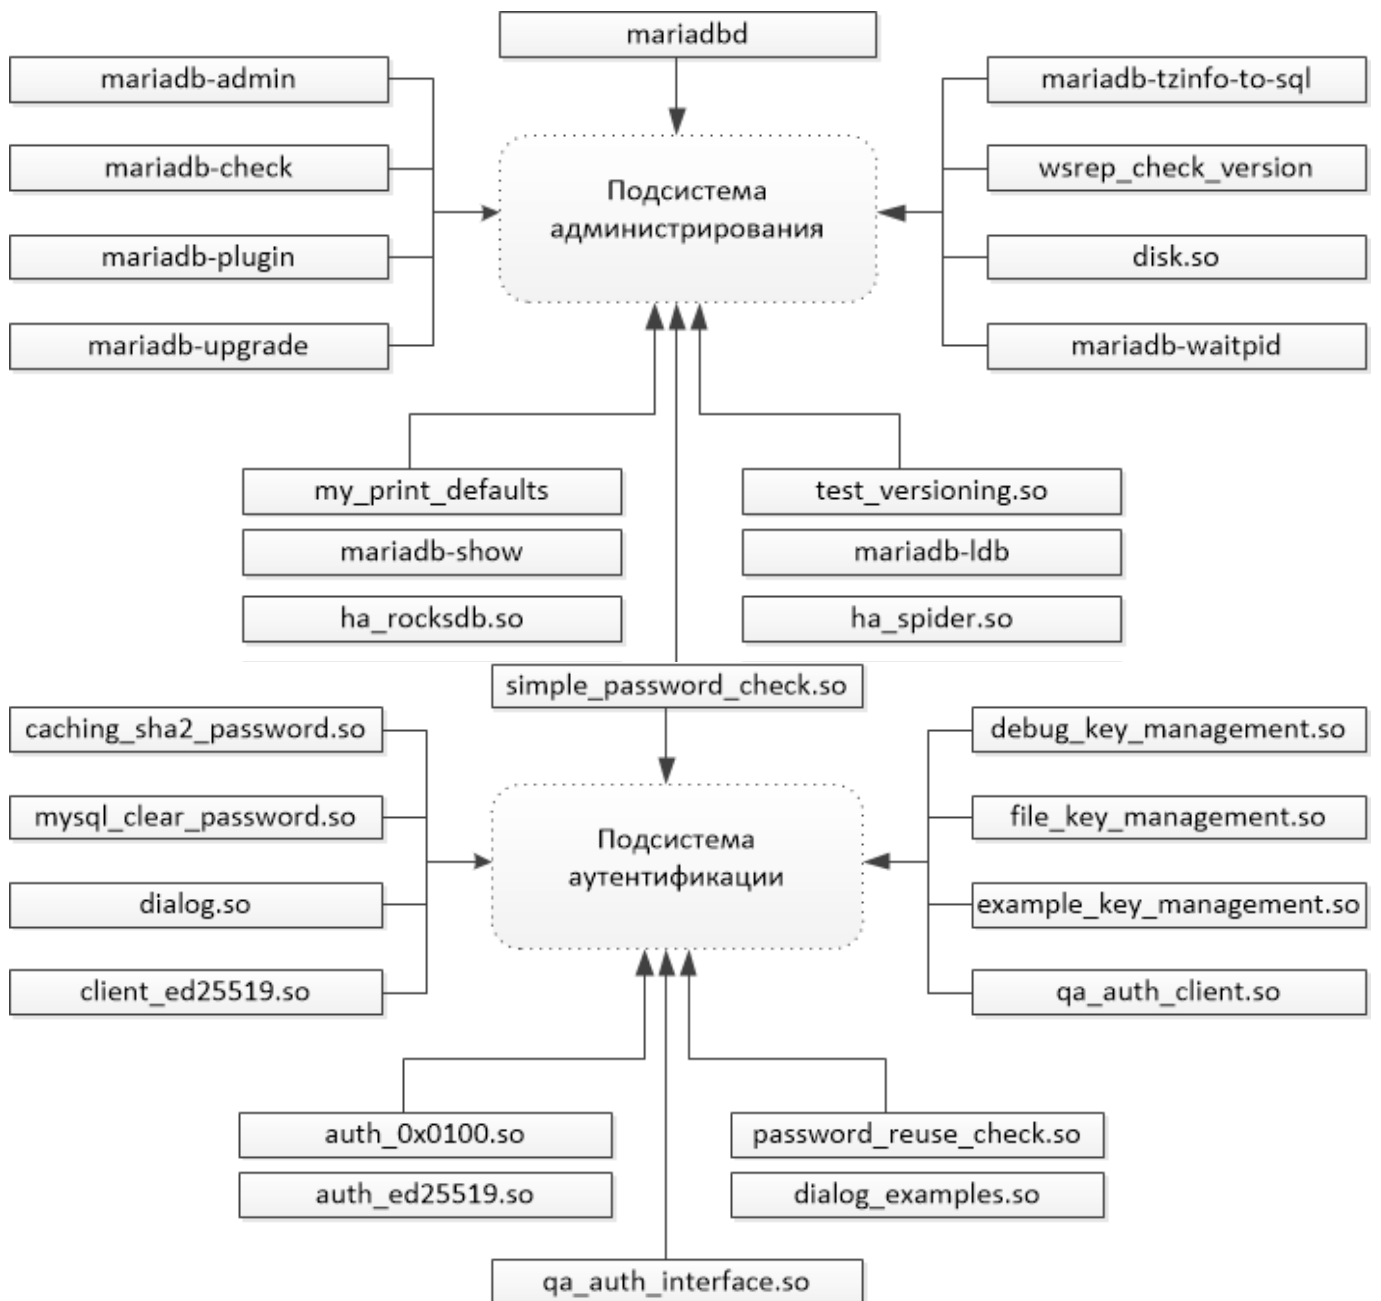 mariadbd
mariadb-admin
mariadb-tzinfo-to-sql
mariadb-check
wsrep_check_version
Подсистема
администрирования
mariadb-plugin
disk.so
mariadb-upgrade
mariadb-waitpid
my_print_defaults
test_versioning.so
mariadb-show
mariadb-ldb
ha_rocksdb.so
ha_spider.so
simple_password_check.so
caching_sha2_password.so
debug_key_management.so
mysql_clear_password.so
file_key_management.so
Подсистема
аутентификации
dialog.so
example_key_management.so
client_ed25519.so
qa_auth_client.so
auth_0x0100.so
password_reuse_check.so
auth_ed25519.so
dialog_examples.so
qa_auth_interface.so